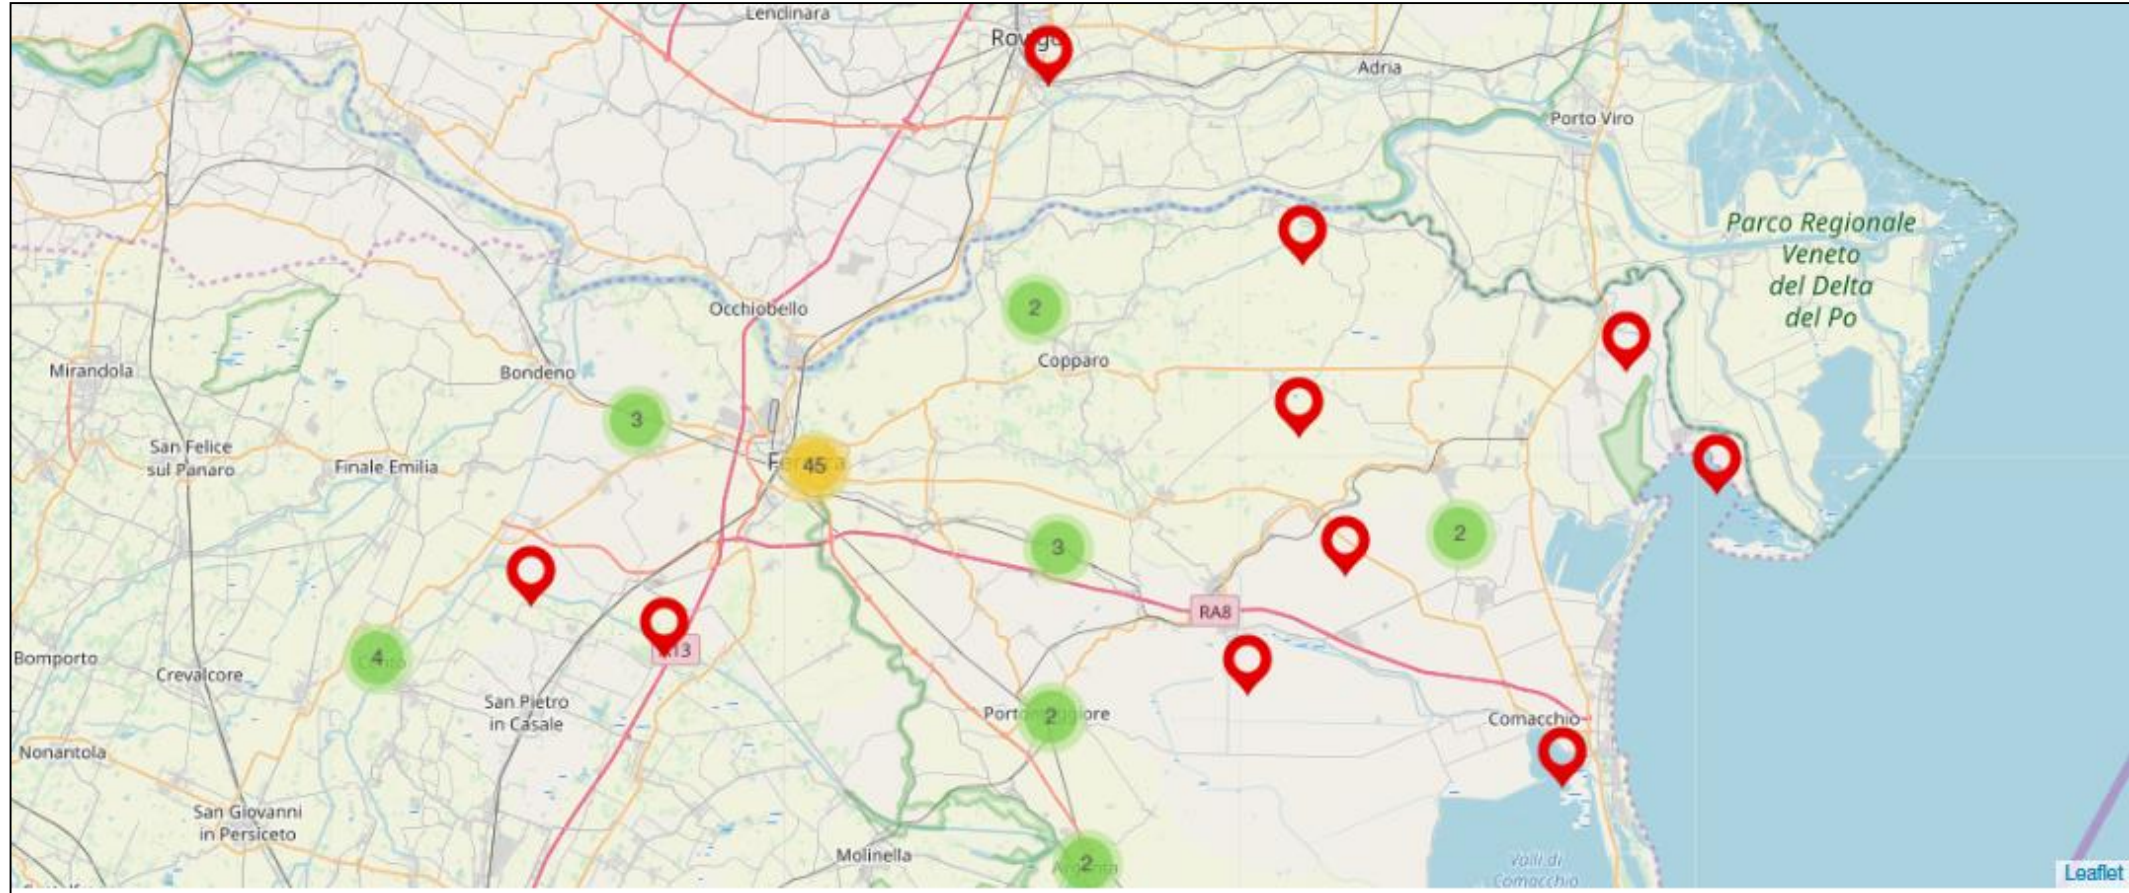 Lendinara
Rovigo
Adria
Porto Viro
Parco Regionale
Veneto
del Delta
del Po
Occhiobello
2
Copparo
Mirandola
Bondeno
3
San Felice
sul Panaro
Finale Emilia
45
2
3
RA8
4
Bomporto
Crevalcore
San Pietro
in Casale
2
Comacchio
Nonantola
San Giovanni
in Persiceto
Molinella
2
Valli di
Comacchio
Leaflet